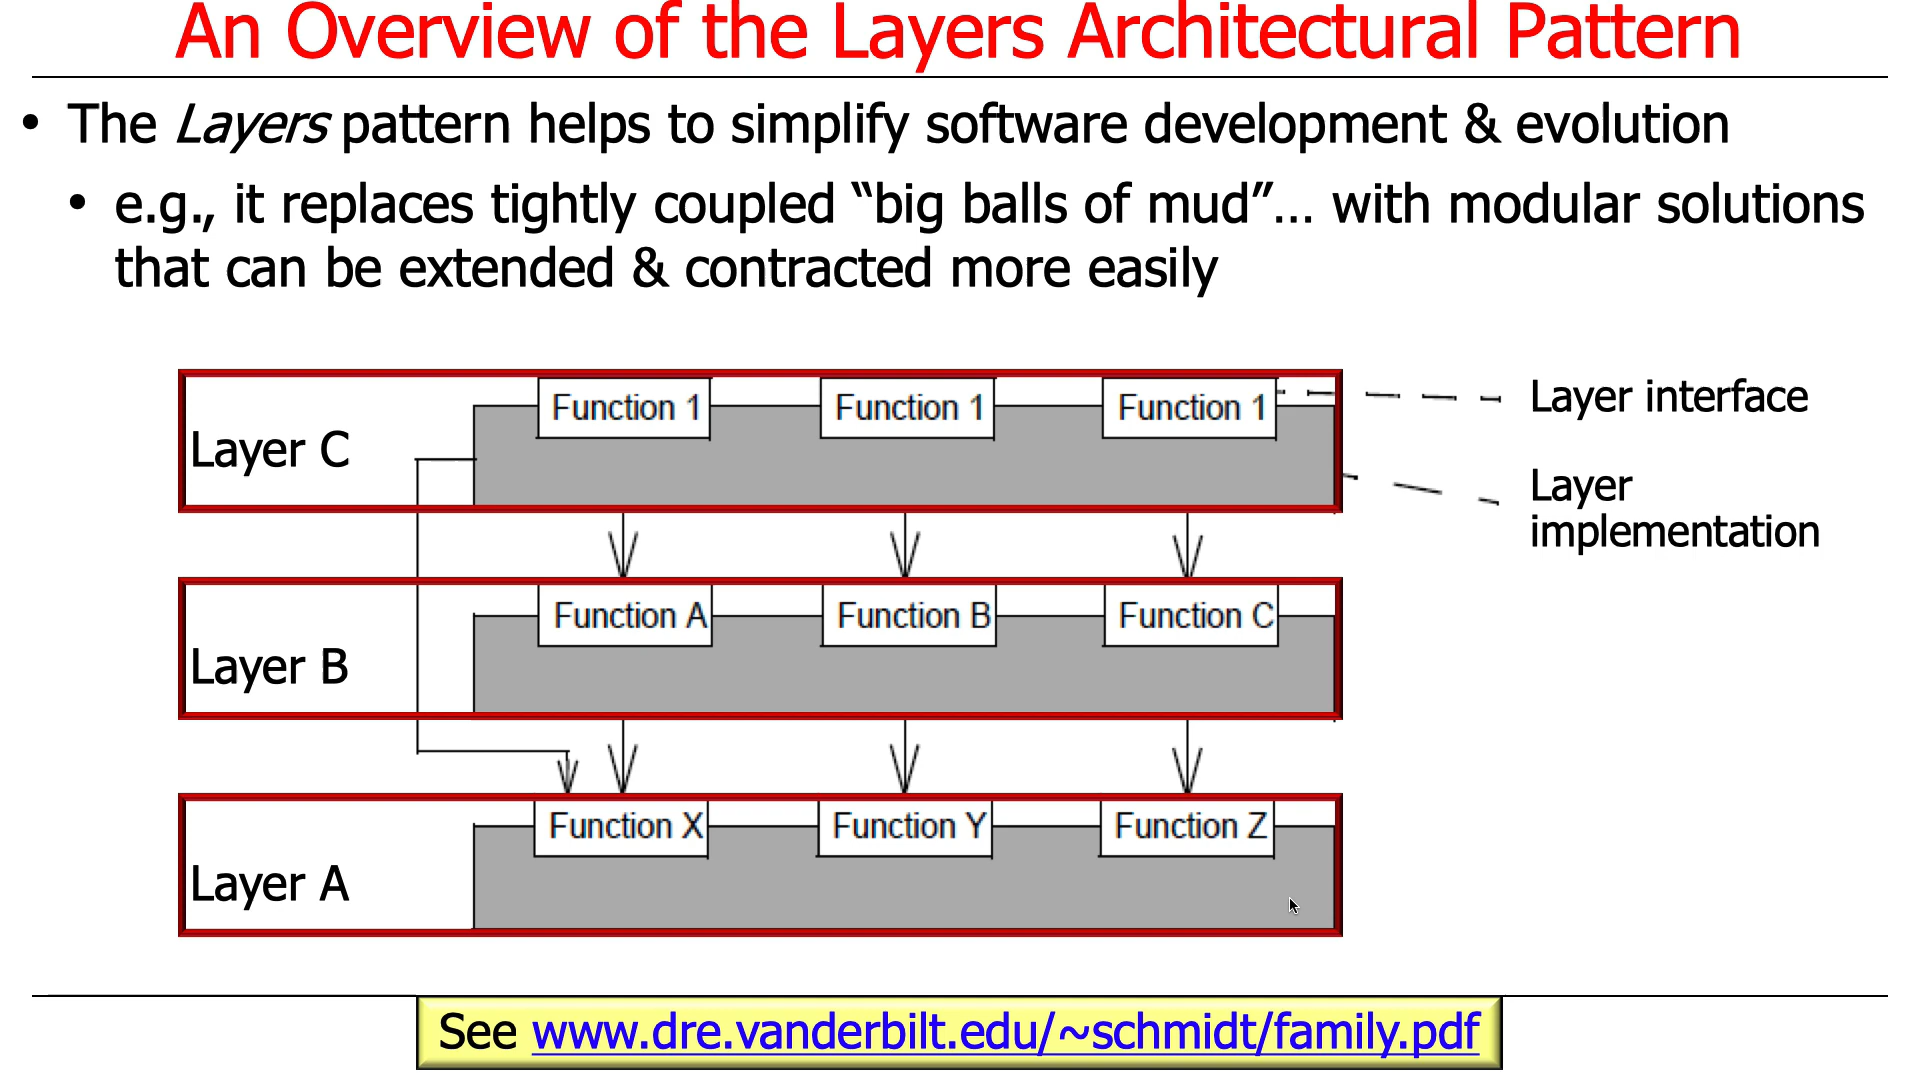 An Overview of the Layers Architectural Pattern
• The Layers pattern helps to simplify software development & evolution
• e.g., it replaces tightly coupled “big balls of mud”… with modular solutions
that can be extended & contracted more easily
Layer C
Function 1
Function 1
Function 1
Layer interface
Layer
implementation
Layer B
Function A
Function B
Function C
Layer A
Function X
Function Y
Function Z
See www.dre.vanderbilt.edu/~schmidt/family.pdf